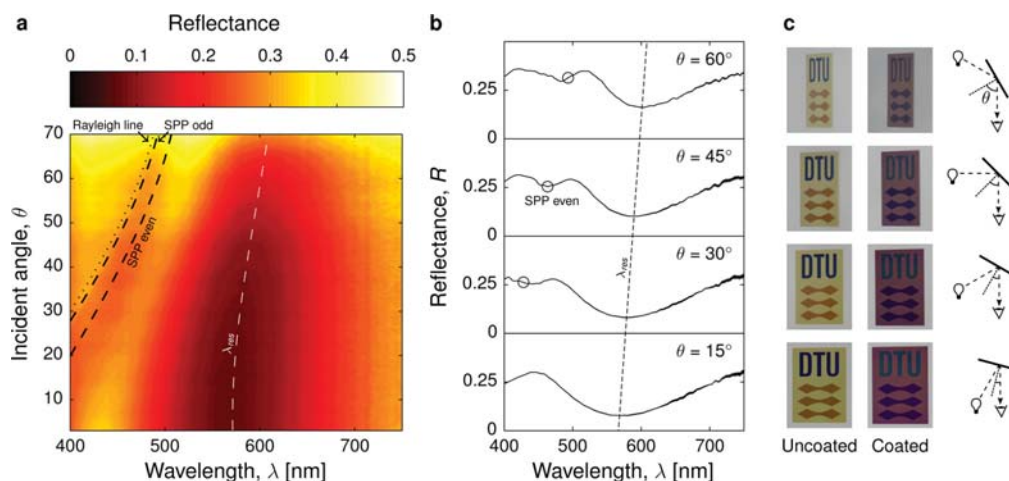 a
Reflectance
0 0.1 0.2 0.3 0.4 0.5
Rayleigh line
SPP odd
SPP even
λres
70
60
50
40
30
20
10
Incident angle, θ
400 500 600 700
Wavelength, λ [nm]
b
θ = 60°
θ = 45°
SPP even
θ = 30°
λres
θ = 15°
0.25
0
0.25
0
0.25
0
0.25
0
Reflectance, R
400 500 600 700
Wavelength, λ [nm]
c
DTU DTU
θ
DTU DTU
DTU DTU
DTU DTU
Uncoated Coated